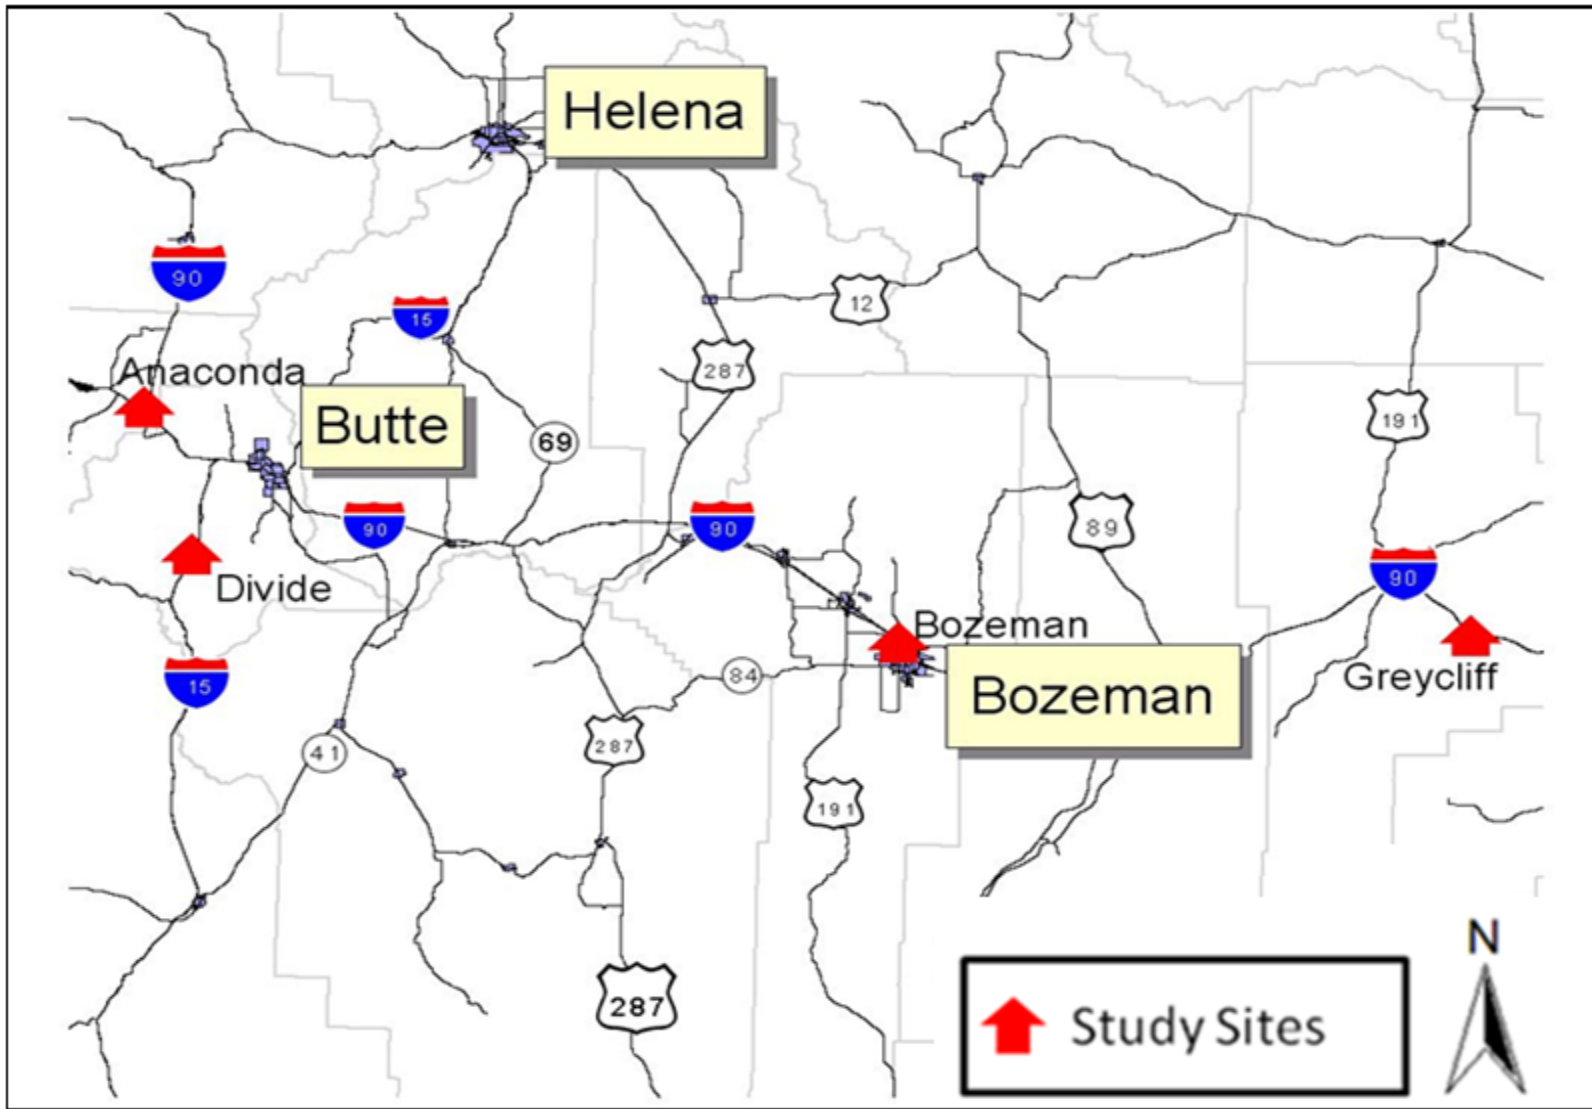 Helena
90
15
12
287
Anaconda
Butte
69
191
90
90
89
90
Divide
Bozeman
Greycliff
15
84
Bozeman
287
41
191
N
287
Study Sites